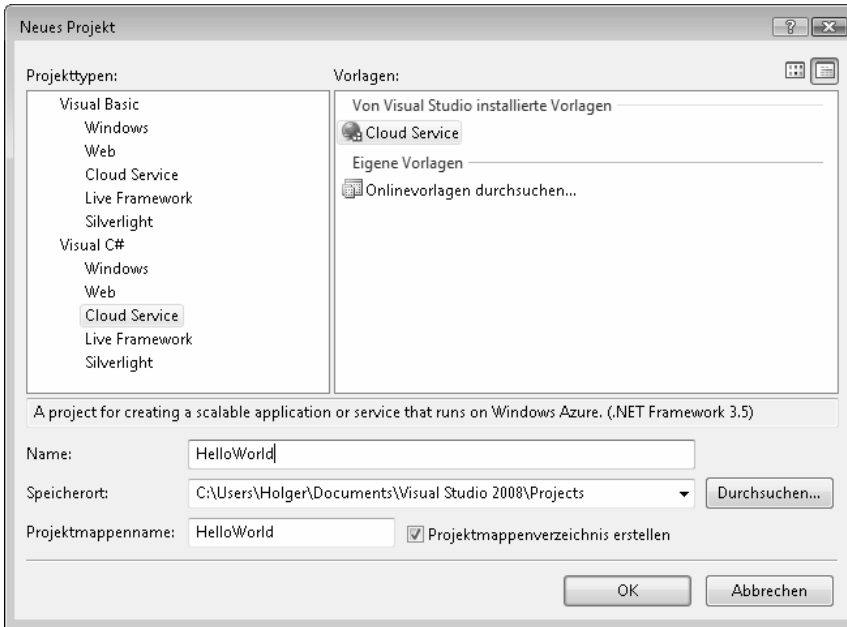 Neues Projekt
Projekttypen:
Vorlagen:
Visual Basic
Windows
Web
Cloud Service
Live Framework
Silverlight
Visual C#
Windows
Web
Cloud Service
Live Framework
Silverlight
Von Visual Studio installierte Vorlagen
Cloud Service
Eigene Vorlagen
Onlinevorlagen durchsuchen...
A project for creating a scalable application or service that runs on Windows Azure. (.NET Framework 3.5)
Name: HelloWorld
Speicherort: C:\Users\Holger\Documents\Visual Studio 2008\Projects Durchsuchen...
Projektmappenname: HelloWorld Projektmappenverzeichnis erstellen
OK Abbrechen